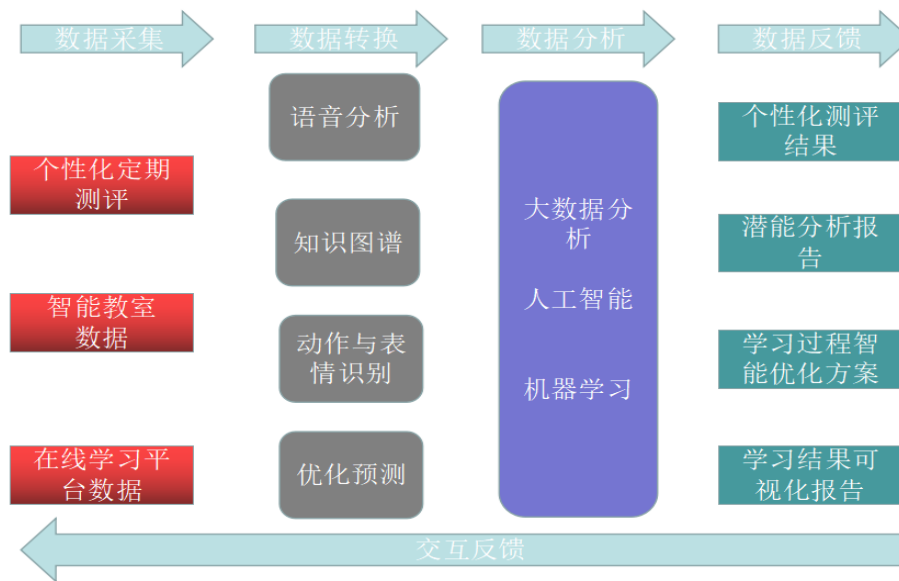 数据采集
数据转换
数据分析
数据反馈
个性化定期
测评
智能教室
数据
在线学习平
台数据
语音分析
知识图谱
动作与表
情识别
优化预测
大数据分
析
人工智能
机器学习
个性化测评
结果
潜能分析报
告
学习过程智
能优化方案
学习结果可
视化报告
交互反馈